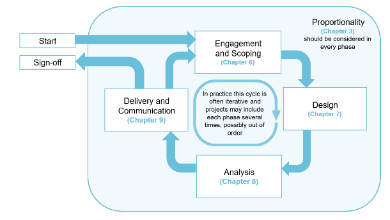 Proportionality
(Chapter 3)
should be considered in
every phase
Start
Sign-off
Engagement
and Scoping
(Chapter 6)
Delivery and
Communication
(Chapter 9)
In practice this cycle is
often iterative and
projects may include
each phase several
times, possibly out of
order
Design
(Chapter 7)
Analysis
(Chapter 8)